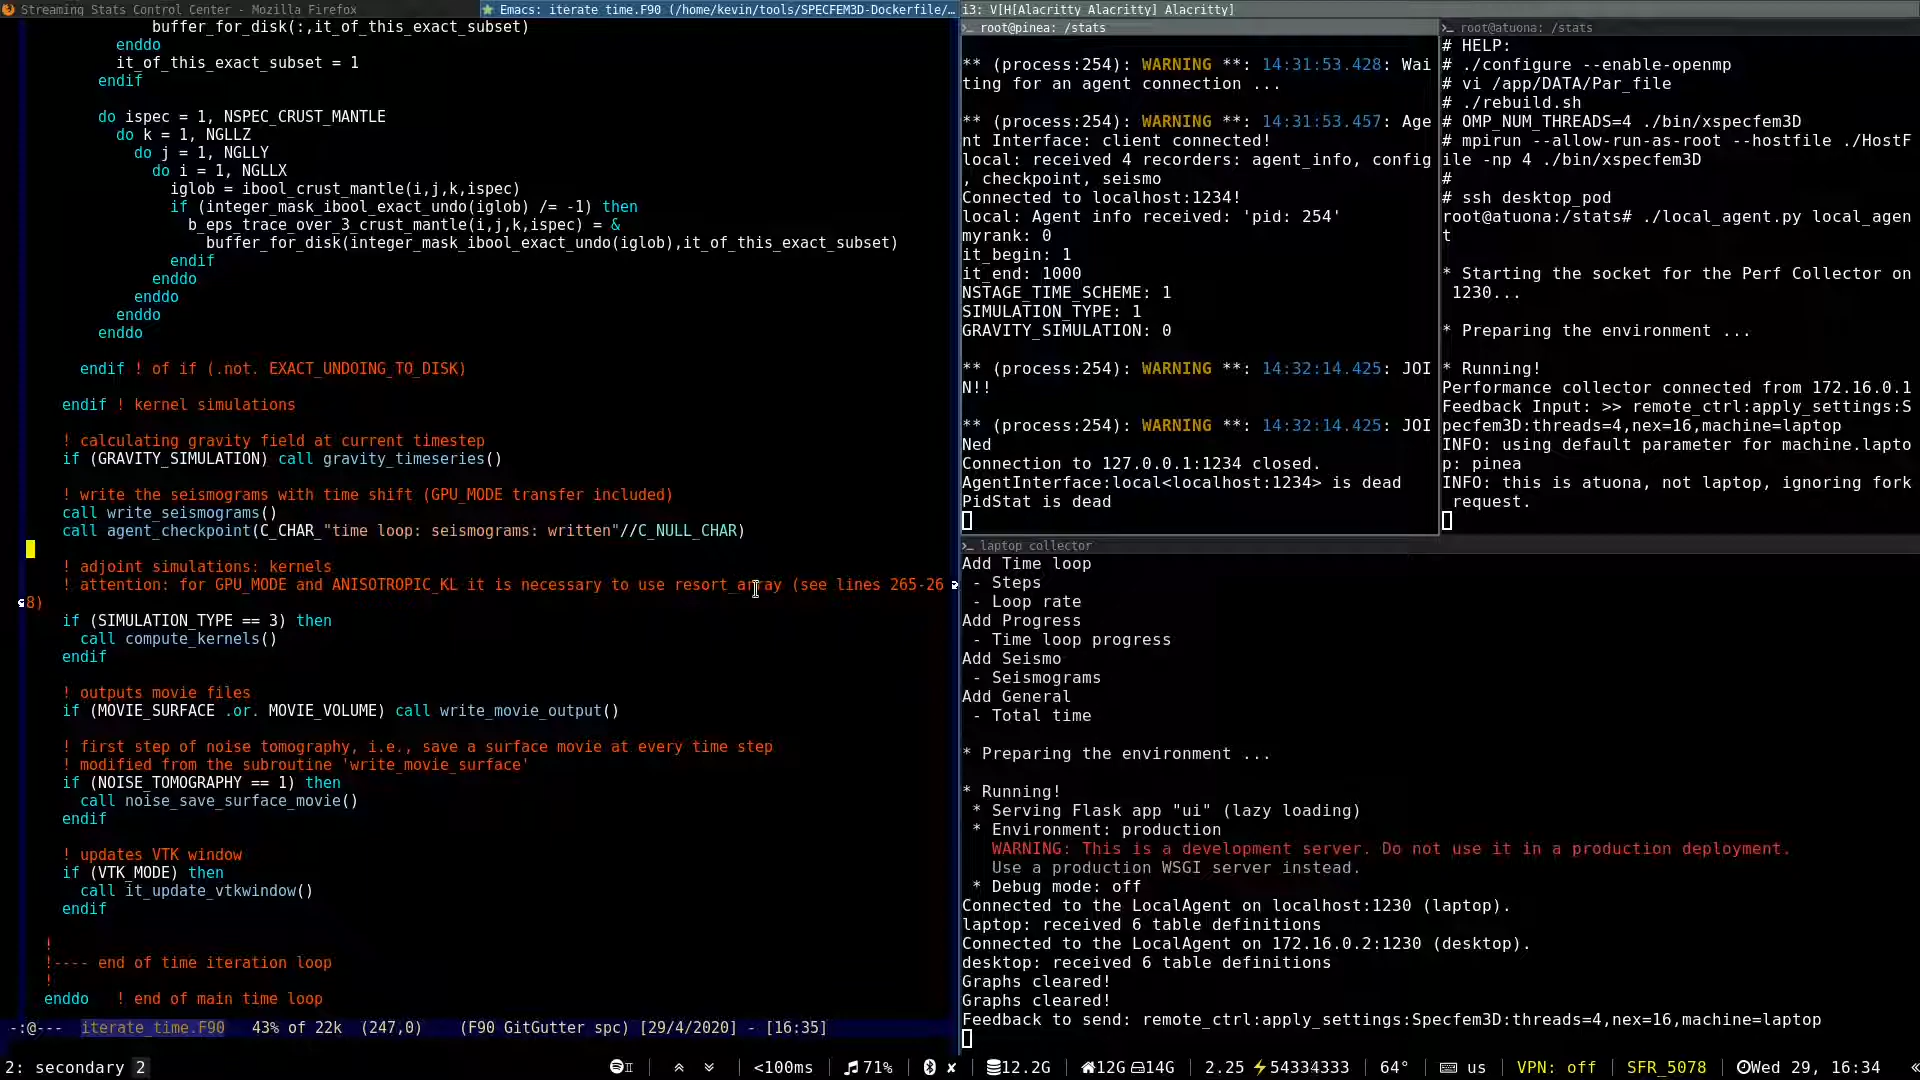 Streaming Stats Control Center - Mozilla Firefox
Emacs: iterate_time.F90 (/home/kevin/tools/SPECFEM3D-Dockerfile/…
i3: V[H[Alacritty Alacritty] Alacritty]
buffer_for_disk(:,it_of_this_exact_subset)
enddo
it_of_this_exact_subset = 1
endif
do ispec = 1, NSPEC_CRUST_MANTLE
do k = 1, NGLLZ
do j = 1, NGLLY
do i = 1, NGLLX
iglob = ibool_crust_mantle(i,j,k,ispec)
if (integer_mask_ibool_exact_undo(iglob) /= -1) then
b_eps_trace_over_3_crust_mantle(i,j,k,ispec) = &
buffer_for_disk(integer_mask_ibool_exact_undo(iglob),it_of_this_exact_subset)
endif
enddo
enddo
enddo
enddo
endif ! of if (.not. EXACT_UNDOING_TO_DISK)
endif ! kernel simulations
! calculating gravity field at current timestep
if (GRAVITY_SIMULATION) call gravity_timeseries()
! write the seismograms with time shift (GPU_MODE transfer included)
call write_seismograms()
call agent_checkpoint(C_CHAR_"time loop: seismograms: written"//C_NULL_CHAR)
! adjoint simulations: kernels
! attention: for GPU_MODE and ANISOTROPIC_KL it is necessary to use resort_array (see lines 265-26
8)
if (SIMULATION_TYPE == 3) then
call compute_kernels()
endif
! outputs movie files
if (MOVIE_SURFACE .or. MOVIE_VOLUME) call write_movie_output()
! first step of noise tomography, i.e., save a surface movie at every time step
! modified from the subroutine 'write_movie_surface'
if (NOISE_TOMOGRAPHY == 1) then
call noise_save_surface_movie()
endif
! updates VTK window
if (VTK_MODE) then
call it_update_vtkwindow()
endif
!
!---- end of time iteration loop
!
enddo   ! end of main time loop
-:@---  iterate_time.F90   43% of 22k  (247,0)    (F90 GitGutter spc) [29/4/2020] - [16:35]
root@pinea: /stats
** (process:254): WARNING **: 14:31:53.428: Wai
ting for an agent connection ...
** (process:254): WARNING **: 14:31:53.457: Age
nt Interface: client connected!
local: received 4 recorders: agent_info, config
, checkpoint, seismo
Connected to localhost:1234!
local: Agent info received: 'pid: 254'
myrank: 0
it_begin: 1
it_end: 1000
NSTAGE_TIME_SCHEME: 1
SIMULATION_TYPE: 1
GRAVITY_SIMULATION: 0
** (process:254): WARNING **: 14:32:14.425: JOI
N!!
** (process:254): WARNING **: 14:32:14.425: JOI
Ned
Connection to 127.0.0.1:1234 closed.
AgentInterface:local<localhost:1234> is dead
PidStat is dead
root@atuona: /stats
# HELP:
# ./configure --enable-openmp
# vi /app/DATA/Par_file
# ./rebuild.sh
# OMP_NUM_THREADS=4 ./bin/xspecfem3D
# mpirun --allow-run-as-root --hostfile ./HostF
ile -np 4 ./bin/xspecfem3D
#
# ssh desktop_pod
root@atuona:/stats# ./local_agent.py local_agen
t
* Starting the socket for the Perf Collector on
1230...
* Preparing the environment ...
* Running!
Performance collector connected from 172.16.0.1
Feedback Input: >> remote_ctrl:apply_settings:S
pecfem3D:threads=4,nex=16,machine=laptop
INFO: using default parameter for machine.lapto
p: pinea
INFO: this is atuona, not laptop, ignoring fork
request.
laptop collector
Add Time loop
- Steps
- Loop rate
Add Progress
- Time loop progress
Add Seismo
- Seismograms
Add General
- Total time
* Preparing the environment ...
* Running!
* Serving Flask app "ui" (lazy loading)
* Environment: production
WARNING: This is a development server. Do not use it in a production deployment.
Use a production WSGI server instead.
* Debug mode: off
Connected to the LocalAgent on localhost:1230 (laptop).
laptop: received 6 table definitions
Connected to the LocalAgent on 172.16.0.2:1230 (desktop).
desktop: received 6 table definitions
Graphs cleared!
Graphs cleared!
Feedback to send: remote_ctrl:apply_settings:Specfem3D:threads=4,nex=16,machine=laptop
2: secondary 2
<100ms 71% 12.2G 12G 14G 2.25 54334333 64° us VPN: off SFR_5078 Wed 29, 16:34